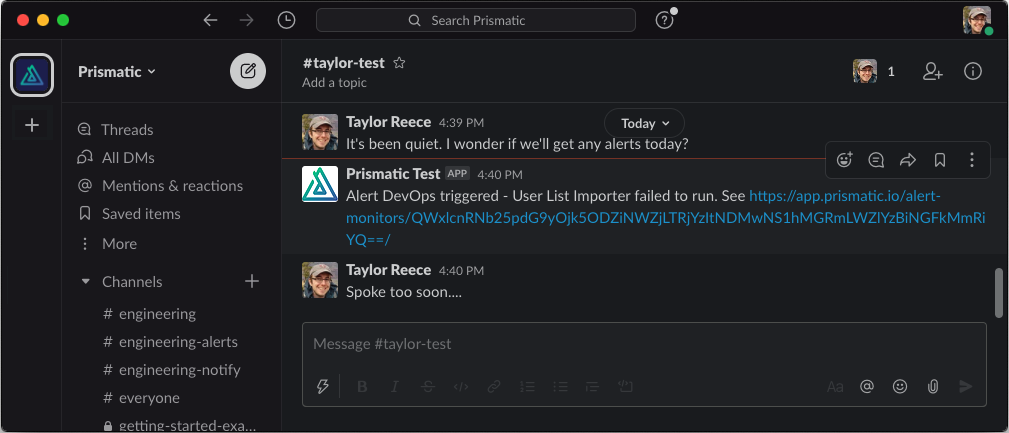 Search Prismatic
Prismatic
#taylor-test
Add a topic
1
Threads
All DMs
Mentions & reactions
Saved items
More
Channels
# engineering
# engineering-alerts
# engineering-notify
# everyone
getting-started-exa...
Taylor Reece 4:39 PM
Today
It's been quiet. I wonder if we'll get any alerts today?
Prismatic Test APP 4:40 PM
Alert DevOps triggered - User List Importer failed to run. See https://app.prismatic.io/alert-
monitors/QWxlcnRNb25pdG9yOjk5ODZiNWZjLTRjYzItNDMwNS1hMGRmLWZlYzBiNGFkMmRi
YQ==/
Taylor Reece 4:40 PM
Spoke too soon....
Message #taylor-test
B I S Aa @